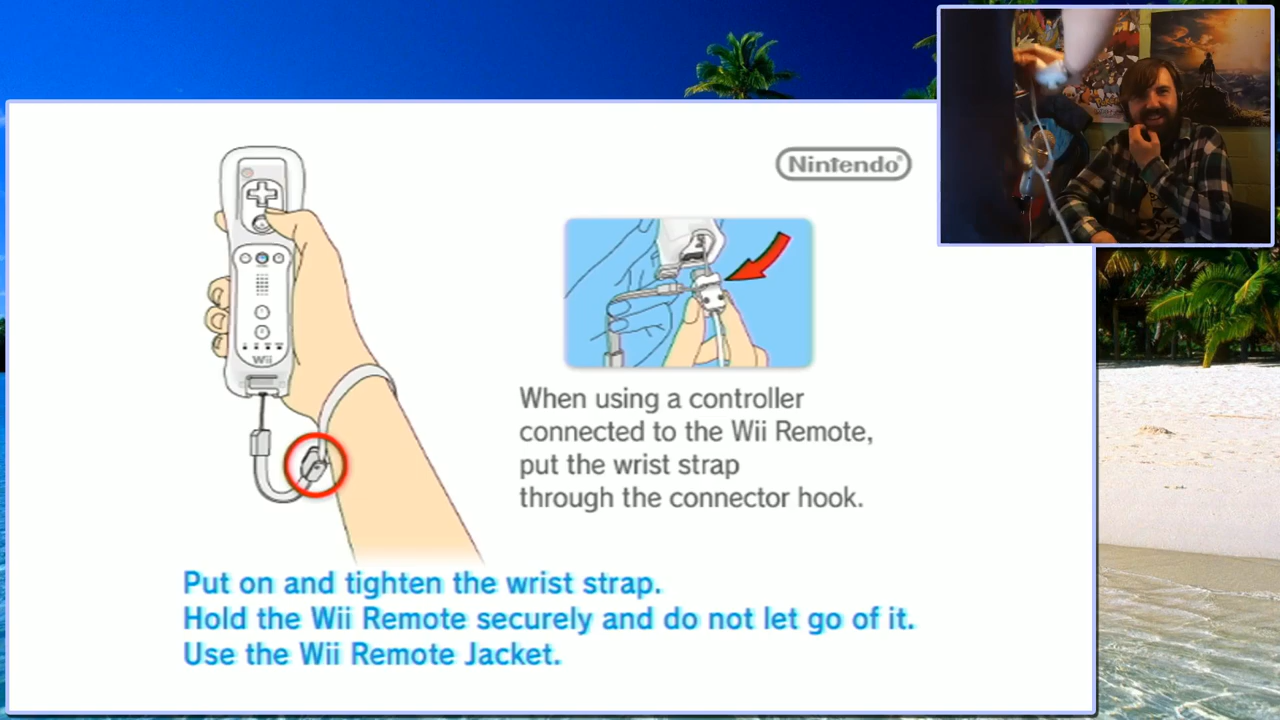 Nintendo®
Wii
When using a controller
connected to the Wii Remote,
put the wrist strap
through the connector hook.
Put on and tighten the wrist strap.
Hold the Wii Remote securely and do not let go of it.
Use the Wii Remote Jacket.